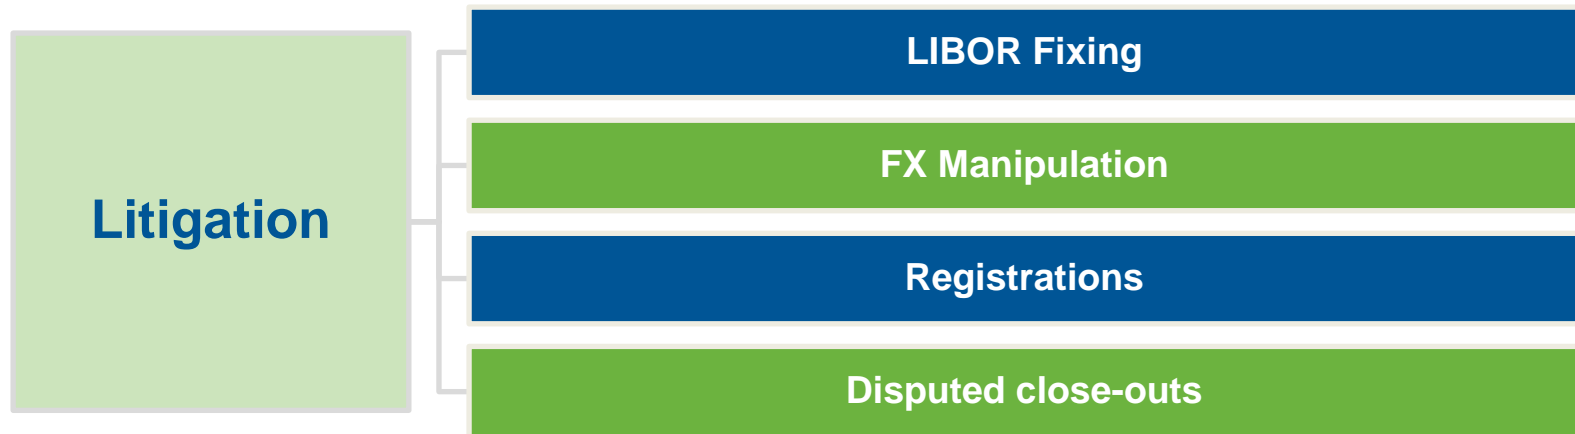 Litigation
LIBOR Fixing
FX Manipulation
Registrations
Disputed close-outs